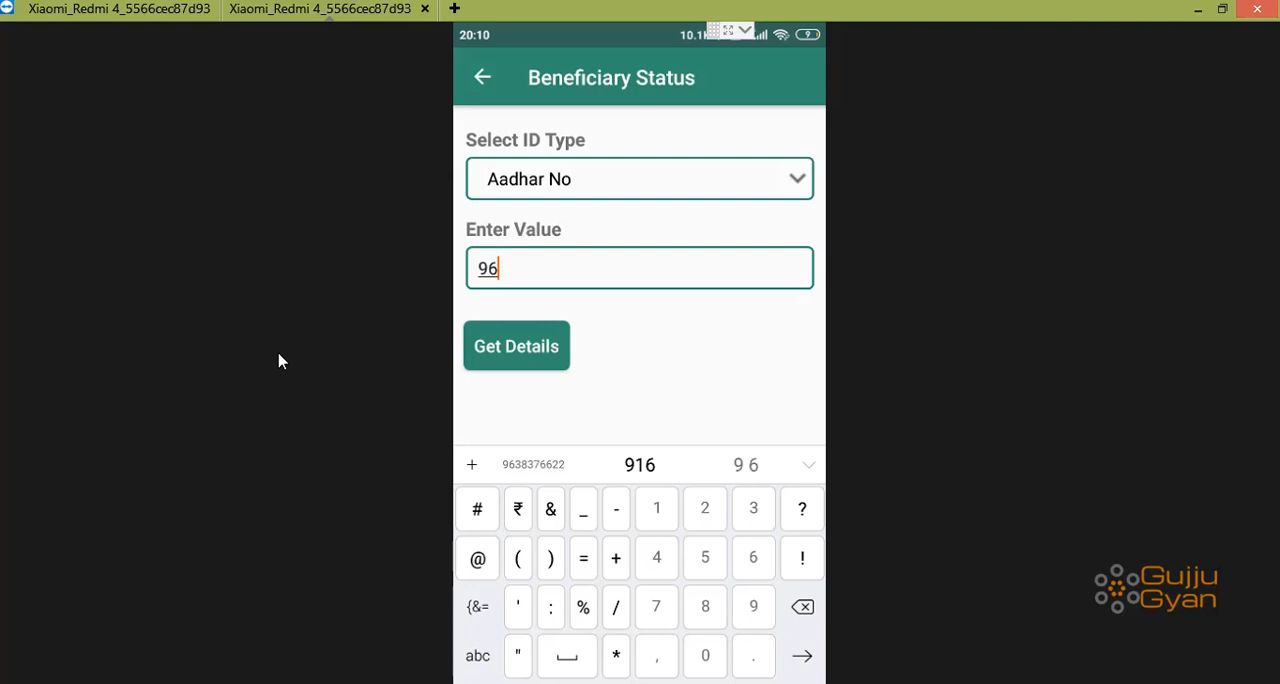 Xiaomi_Redmi 4_5566cec87d93 Xiaomi_Redmi 4_5566cec87d93 × +
20:10 9
Beneficiary Status
Select ID Type
Aadhar No
Enter Value
96
Get Details
+ 9638376622 916 9 6
# ₹ & _ - 1 2 3 ?
@ ( ) = + 4 5 6 !
{&= ' : % / 7 8 9
abc " * , 0 .
Gujju
Gyan